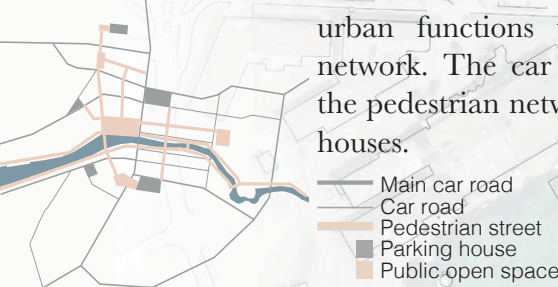 urban functions
network. The car
the pedestrian
houses.
Main car road
Car road
Pedestrian street
Parking house
Public open space